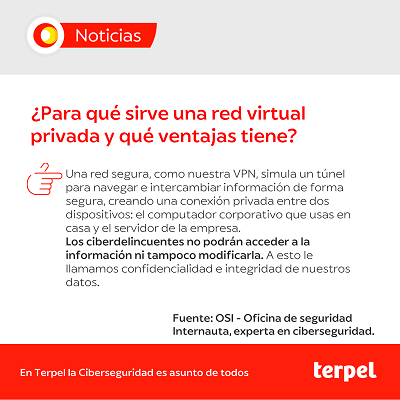 Noticias
¿Para qué sirve una red virtual
privada y qué ventajas tiene?
Una red segura, como nuestra VPN, simula un túnel
para navegar e intercambiar información de forma
segura, creando una conexión privada entre dos
dispositivos: el computador corporativo que usas en
casa y el servidor de la empresa.
Los ciberdelincuentes no podrán acceder a la
información ni tampoco modificarla. A esto le
llamamos confidencialidad e integridad de nuestros
datos.
Fuente: OSI - Oficina de seguridad
Internauta, experta en ciberseguridad.
En Terpel la Ciberseguridad es asunto de todos
terpel